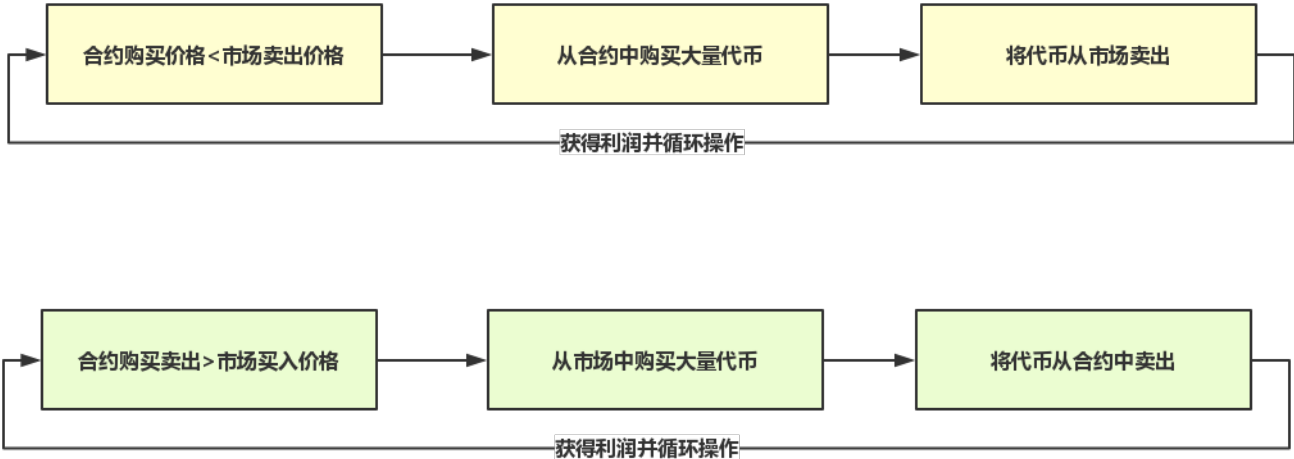 合约购买价格<市场卖出价格
从合约中购买大量代币
将代币从市场卖出
获得利润并循环操作
合约购买卖出>市场买入价格
从市场中购买大量代币
将代币从合约中卖出
获得利润并循环操作